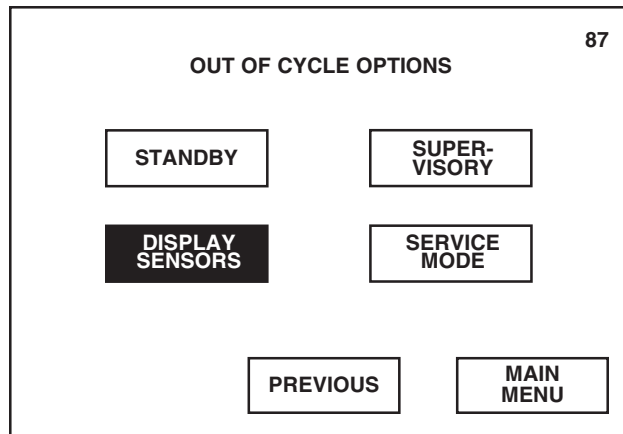 87
OUT OF CYCLE OPTIONS
STANDBY
SUPER-
VISORY
DISPLAY
SENSORS
SERVICE
MODE
PREVIOUS
MAIN
MENU